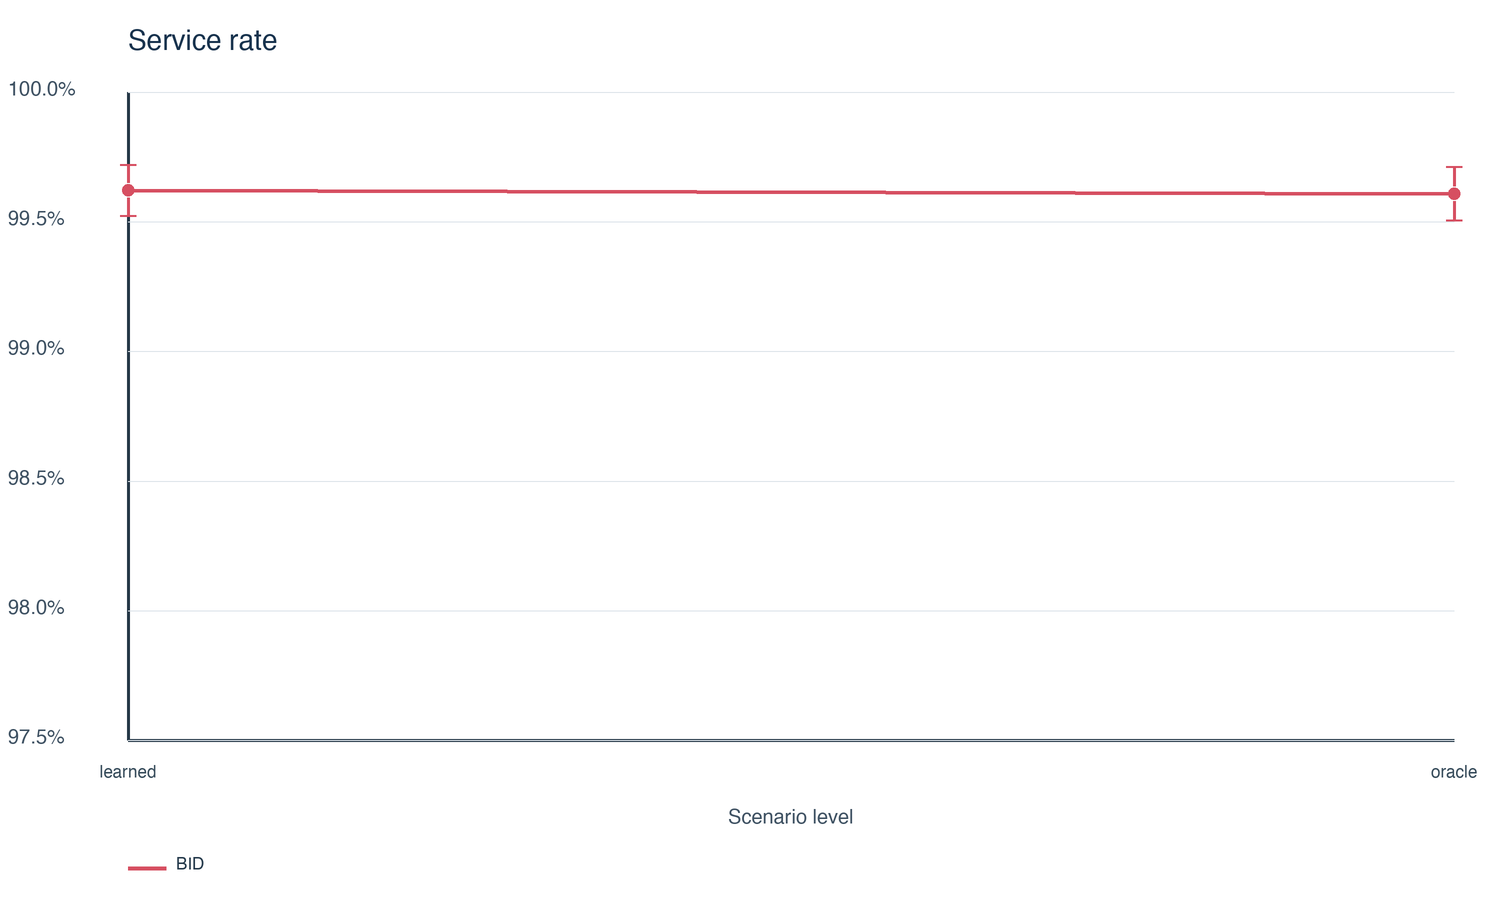 Service rate
100.0%
99.5%
99.0%
98.5%
98.0%
97.5%
learned
oracle
Scenario level
BID